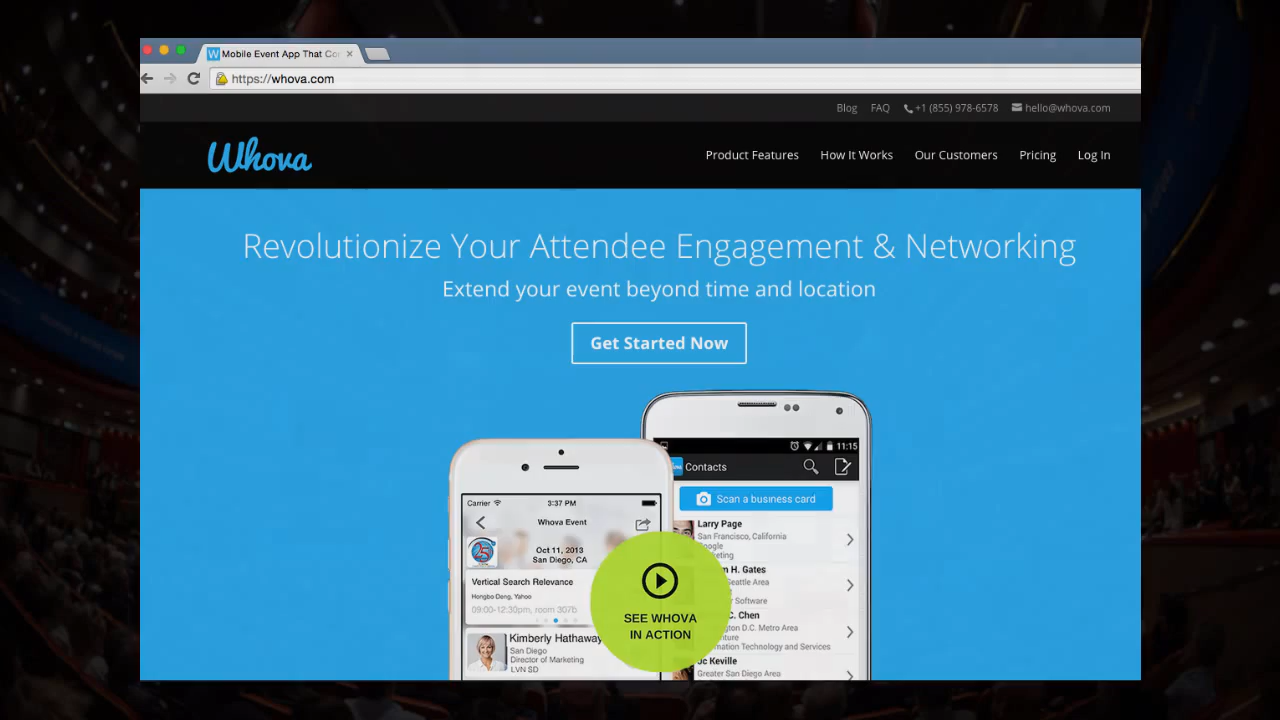 Mobile Event App That Co
https://whova.com
Blog FAQ +1 (855) 978-6578 hello@whova.com
Whova
Product Features How It Works Our Customers Pricing Log In
Revolutionize Your Attendee Engagement & Networking
Extend your event beyond time and location
Get Started Now
Carrier 3:37 PM
Whova Event
Oct 11, 2013
San Diego, CA
25
Vertical Search Relevance
Hongbo Deng, Yahoo
09:00-12:30pm, room 307b
Kimberly Hathaway
San Diego
Director of Marketing
LVN SD
11:15
Contacts
Scan a business card
Larry Page
San Francisco, California
Google
H. Gates
Seattle Area
Software
C. Chen
D.C. Metro Area
Information Technology and Services
Jc Keville
Greater San Diego Area
SEE WHOVA
IN ACTION